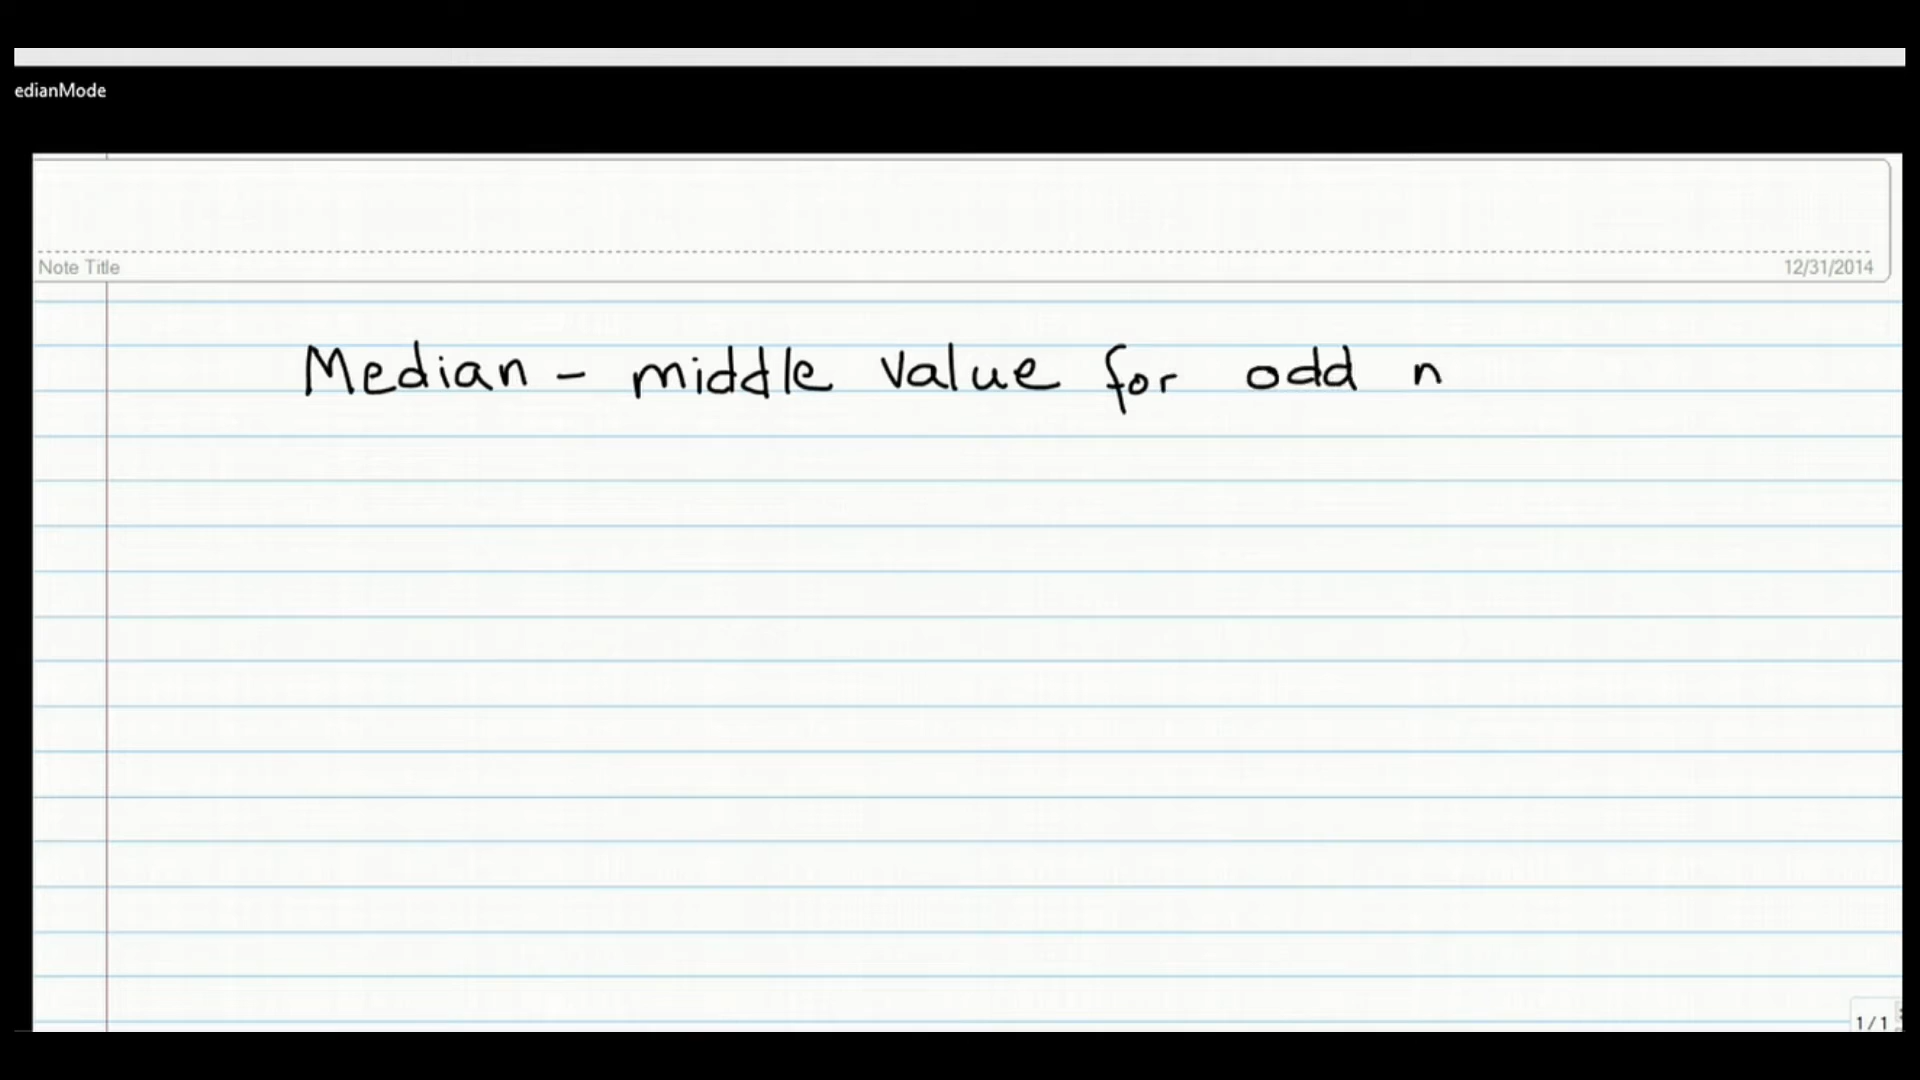 edianMode
Note Title
12/31/2014
Median - middle value for odd n
1/1